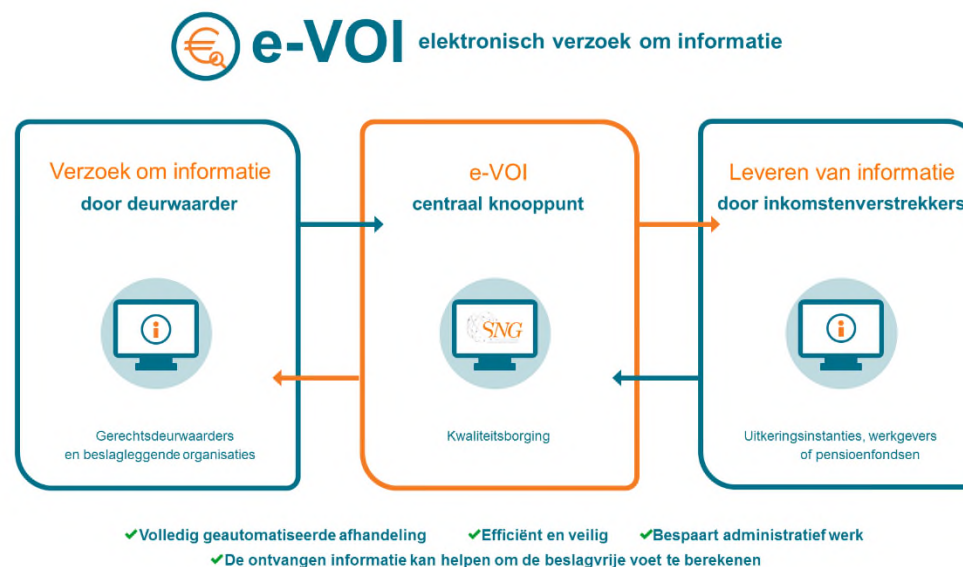 e-VOI elektronisch verzoek om informatie
Verzoek om informatie
door deurwaarder
Gerechtsdeurwaarders
en beslagleggende organisaties
e-VOI
centraal knooppunt
SNG
Kwaliteitsborging
Leveren van informatie
door inkomstenverstrekkers
Uitkeringsinstanties, werkgevers
of pensioenfondsen
Volledig geautomatiseerde afhandeling Efficiënt en veilig Bespaart administratief werk
De ontvangen informatie kan helpen om de beslagvrije voet te berekenen